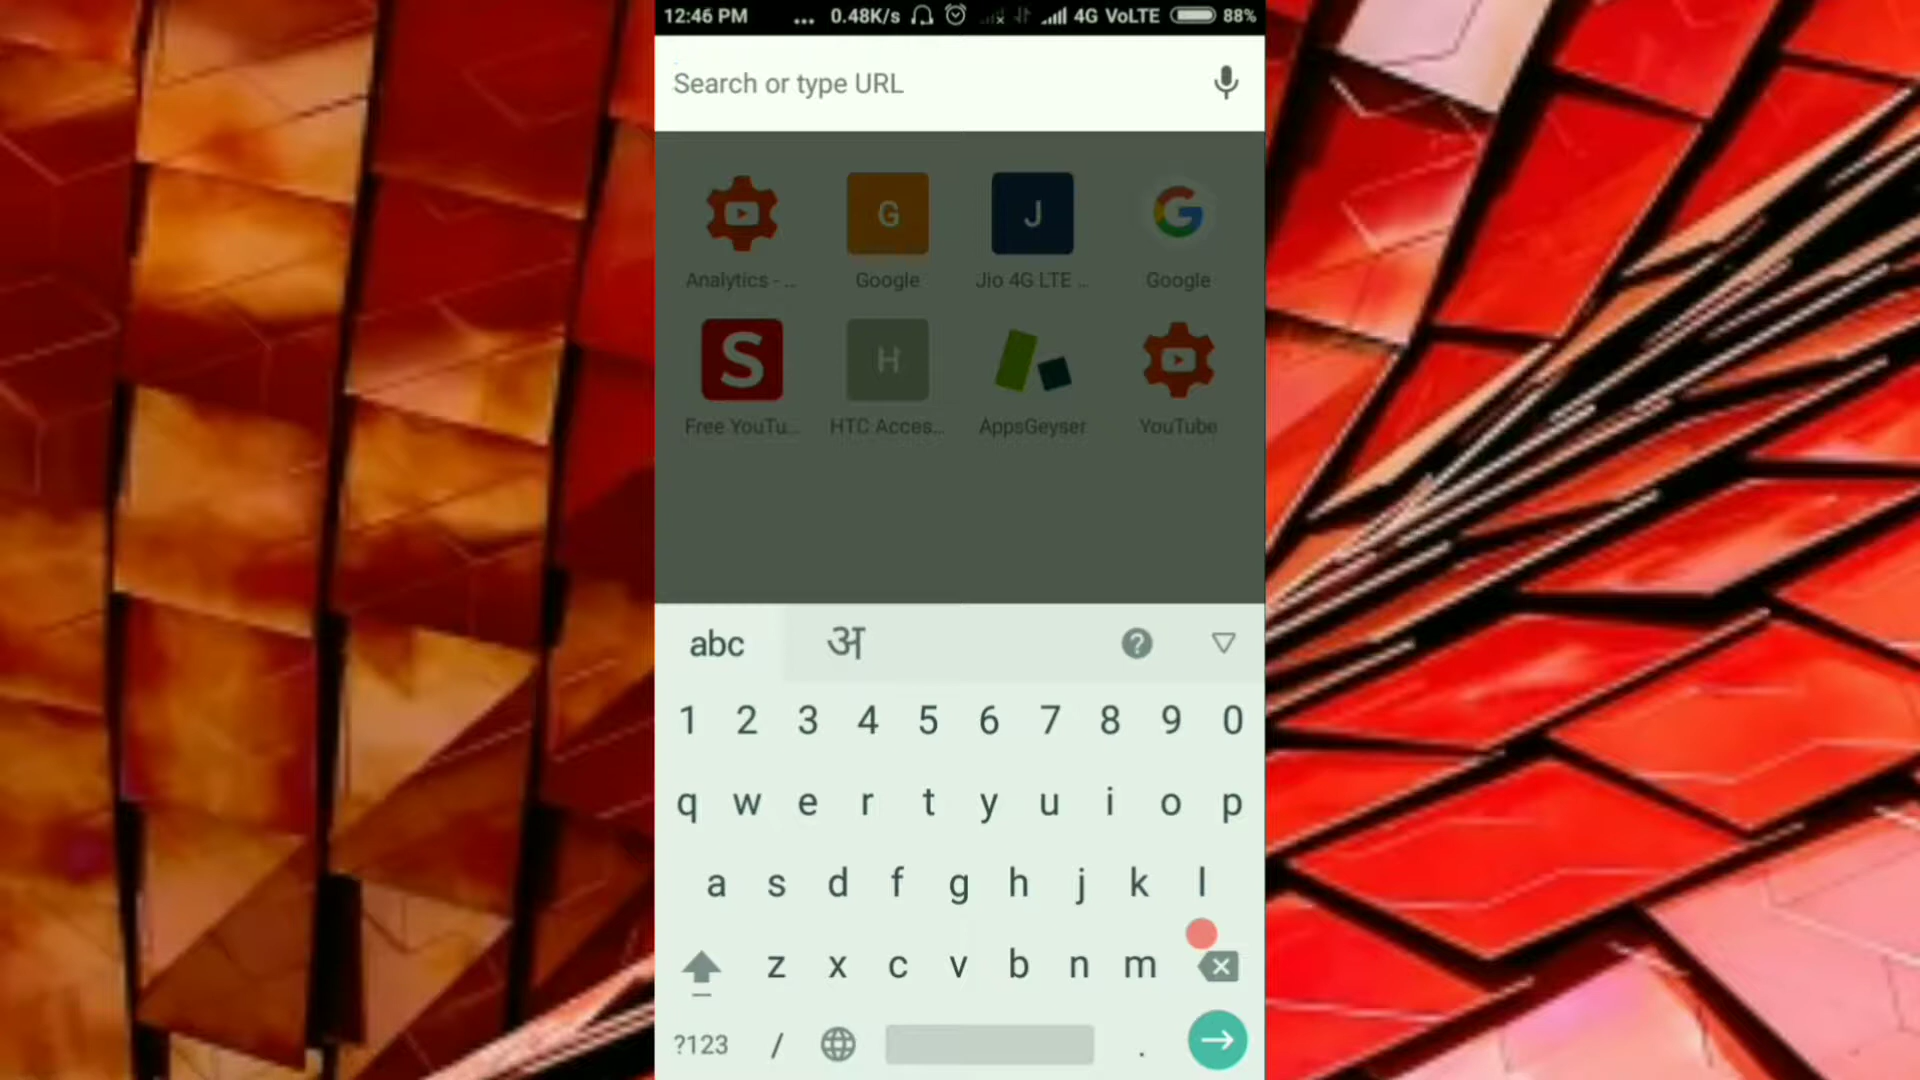 12:46 PM ... 0.48K/s 4G VoLTE 88%
Search or type URL
G J G
Analytics - ... Google Jio 4G LTE ... Google
S H
Free YouTu... HTC Acces... AppsGeyser YouTube
abc अ ?
1 2 3 4 5 6 7 8 9 0
q w e r t y u i o p
a s d f g h j k l
z x c v b n m
?123 / .